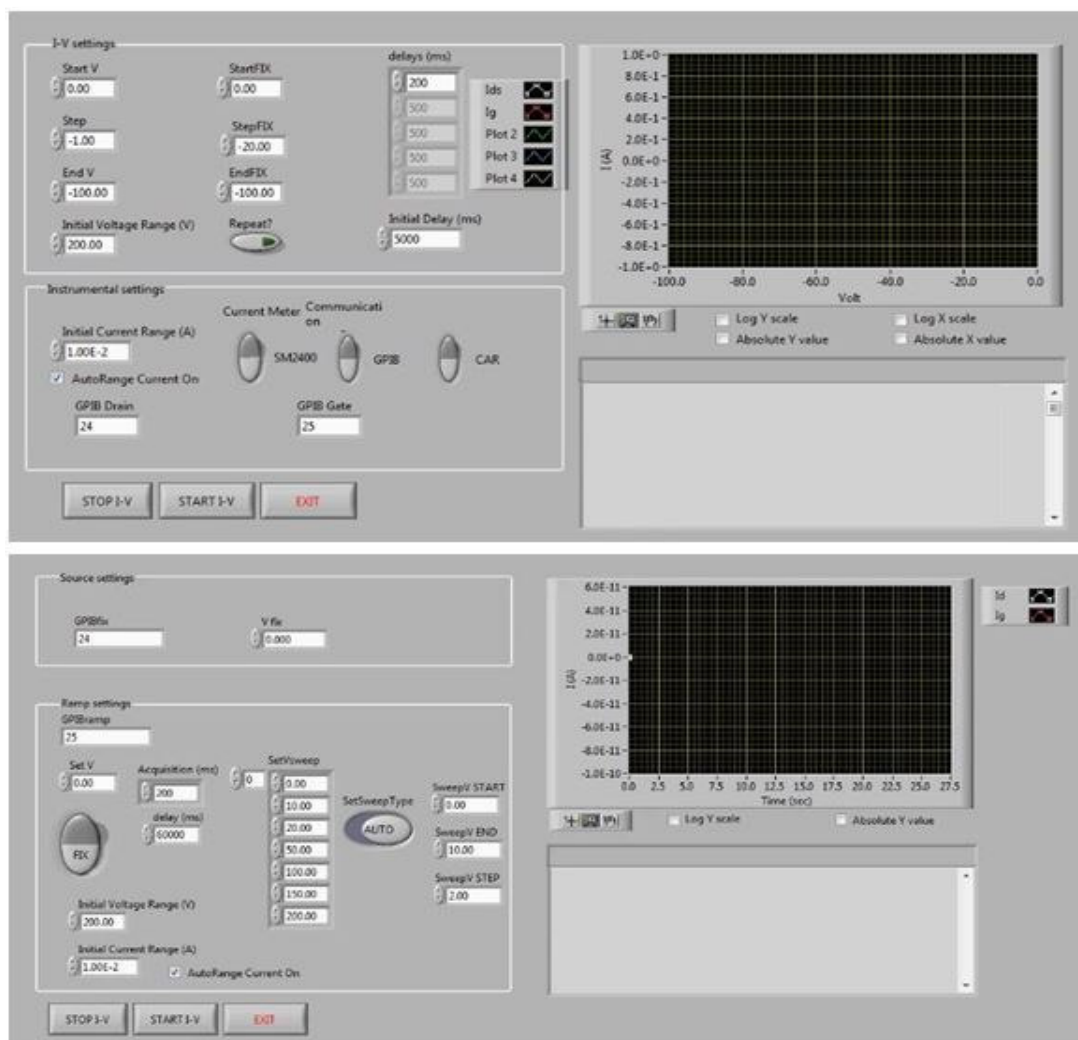 I-V settings
Start V
0.00
StartFIX
0.00
delays (ms)
200
500
500
500
500
Step
-1.00
StepFIX
-20.00
End V
-100.00
EndFIX
-100.00
Initial Voltage Range (V)
200.00
Repeat?
Initial Delay (ms)
5000
Ids
Ig
Plot 2
Plot 3
Plot 4
1.0E+0
8.0E-1
6.0E-1
4.0E-1
2.0E-1
0.0E+0
-2.0E-1
-4.0E-1
-6.0E-1
-8.0E-1
-1.0E+0
I (A)
-100.0 -80.0 -60.0 -40.0 -20.0 0.0
Volt
Log Y scale
Log X scale
Absolute Y value
Absolute X value
Instrumental settings
Initial Current Range (A)
1.00E-2
AutoRange Current On
Current Meter
SM2400
Communicati
on
GPIB
CAR
GPIB Drain
24
GPIB Gate
25
STOP I-V
START I-V
EXIT
Source settings
GPIBfix
24
V fix
0.000
Ramp settings
GPIBramp
25
Set V
0.00
FIX
Acquisition (ms)
200
delay (ms)
60000
0
SetVsweep
0.00
10.00
20.00
50.00
100.00
150.00
200.00
SetSweepType
AUTO
SweepV START
0.00
SweepV END
10.00
SweepV STEP
2.00
Initial Voltage Range (V)
200.00
Initial Current Range (A)
1.00E-2
AutoRange Current On
STOP I-V
START I-V
EXIT
6.0E-11
4.0E-11
2.0E-11
0.0E+0
-2.0E-11
-4.0E-11
-6.0E-11
-8.0E-11
-1.0E-10
I (A)
0.0 2.5 5.0 7.5 10.0 12.5 15.0 17.5 20.0 22.5 25.0 27.5
Time (sec)
Id
Ig
Log Y scale
Absolute Y value